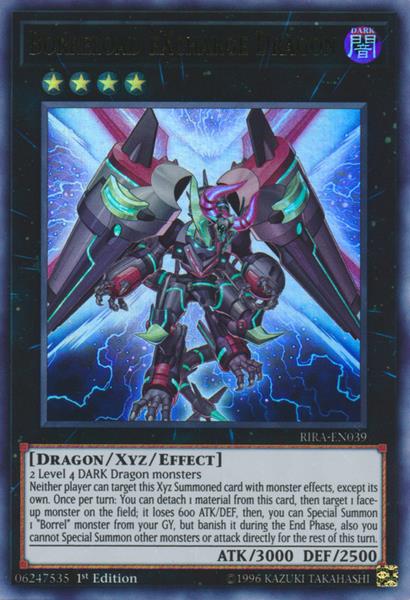 BORRELOAD EXCHARGE DRAGON
DARK
闇
RIRA-EN039
[Dragon/Xyz/Effect]
2 Level 4 DARK Dragon monsters
Neither player can target this Xyz Summoned card with monster effects, except its
own. Once per turn: You can detach 1 material from this card, then target 1 face-
up monster on the field; it loses 600 ATK/DEF, then, you can Special Summon
1 "Borrel" monster from your GY, but banish it during the End Phase, also you
cannot Special Summon other monsters or attack directly for the rest of this turn.
ATK/3000 DEF/2500
06247535 1st Edition ©1996 KAZUKI TAKAHASHI